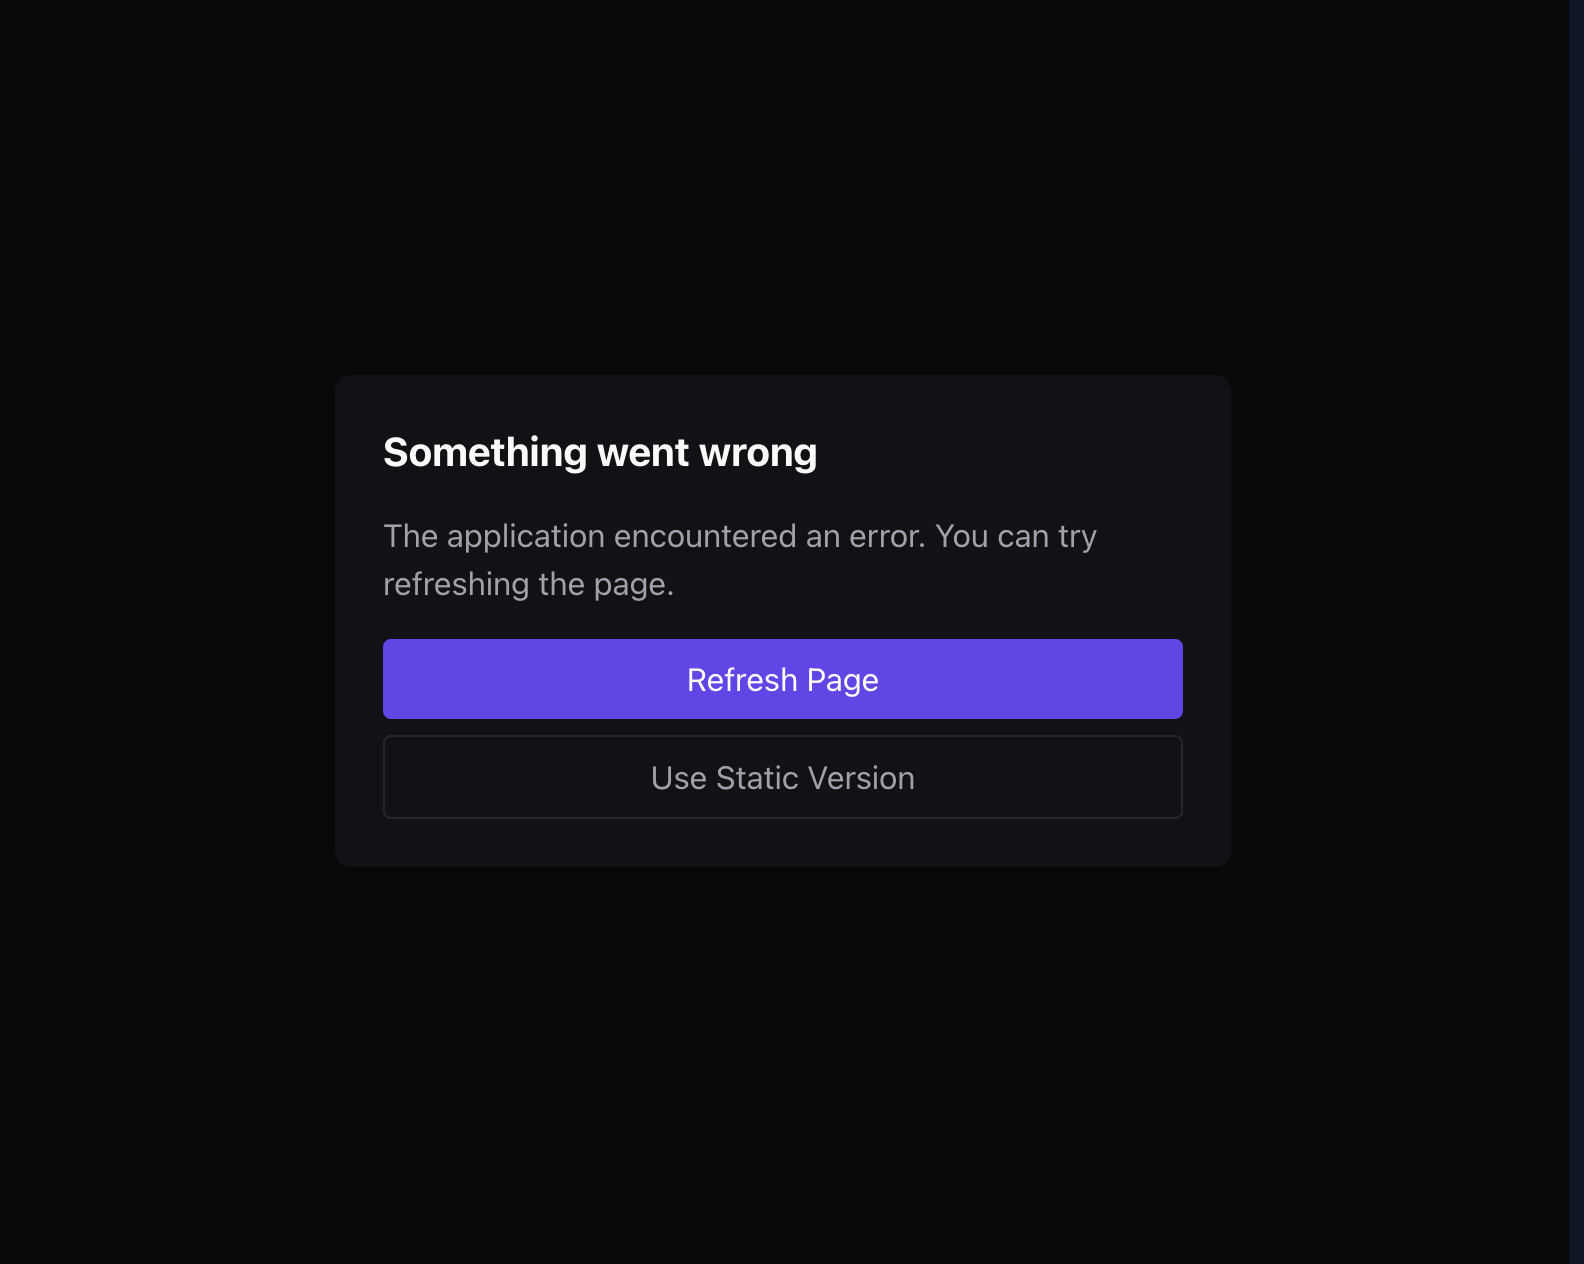 Something went wrong
The application encountered an error. You can try
refreshing the page.
Refresh Page
Use Static Version